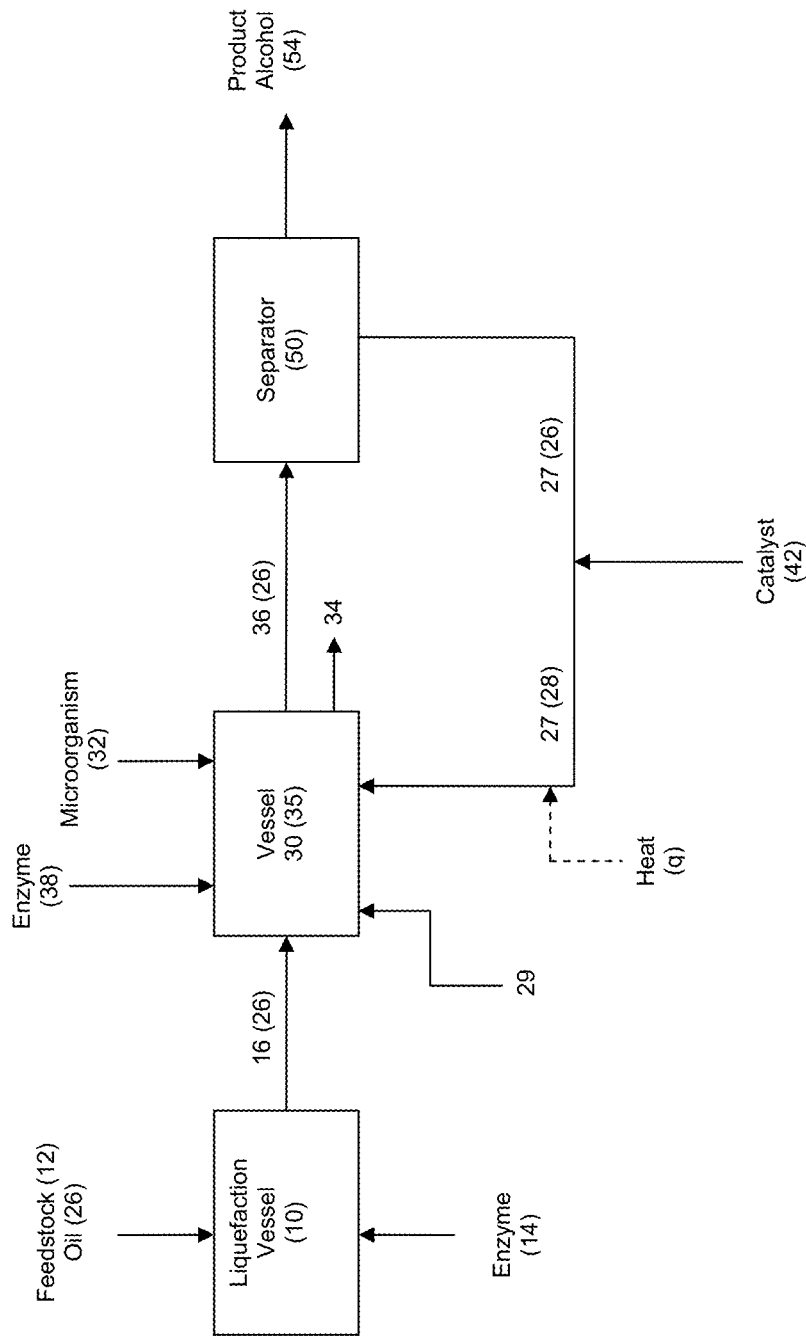 Feedstock (12)
Oil (26)
Liquefaction
Vessel
(10)
Enzyme
(14)
16 (26)
Enzyme
(38)
Microorganism
(32)
Vessel
30 (35)
29
34
36 (26)
Separator
(50)
Product
Alcohol
(54)
27 (28)
27 (26)
Heat
(q)
Catalyst
(42)